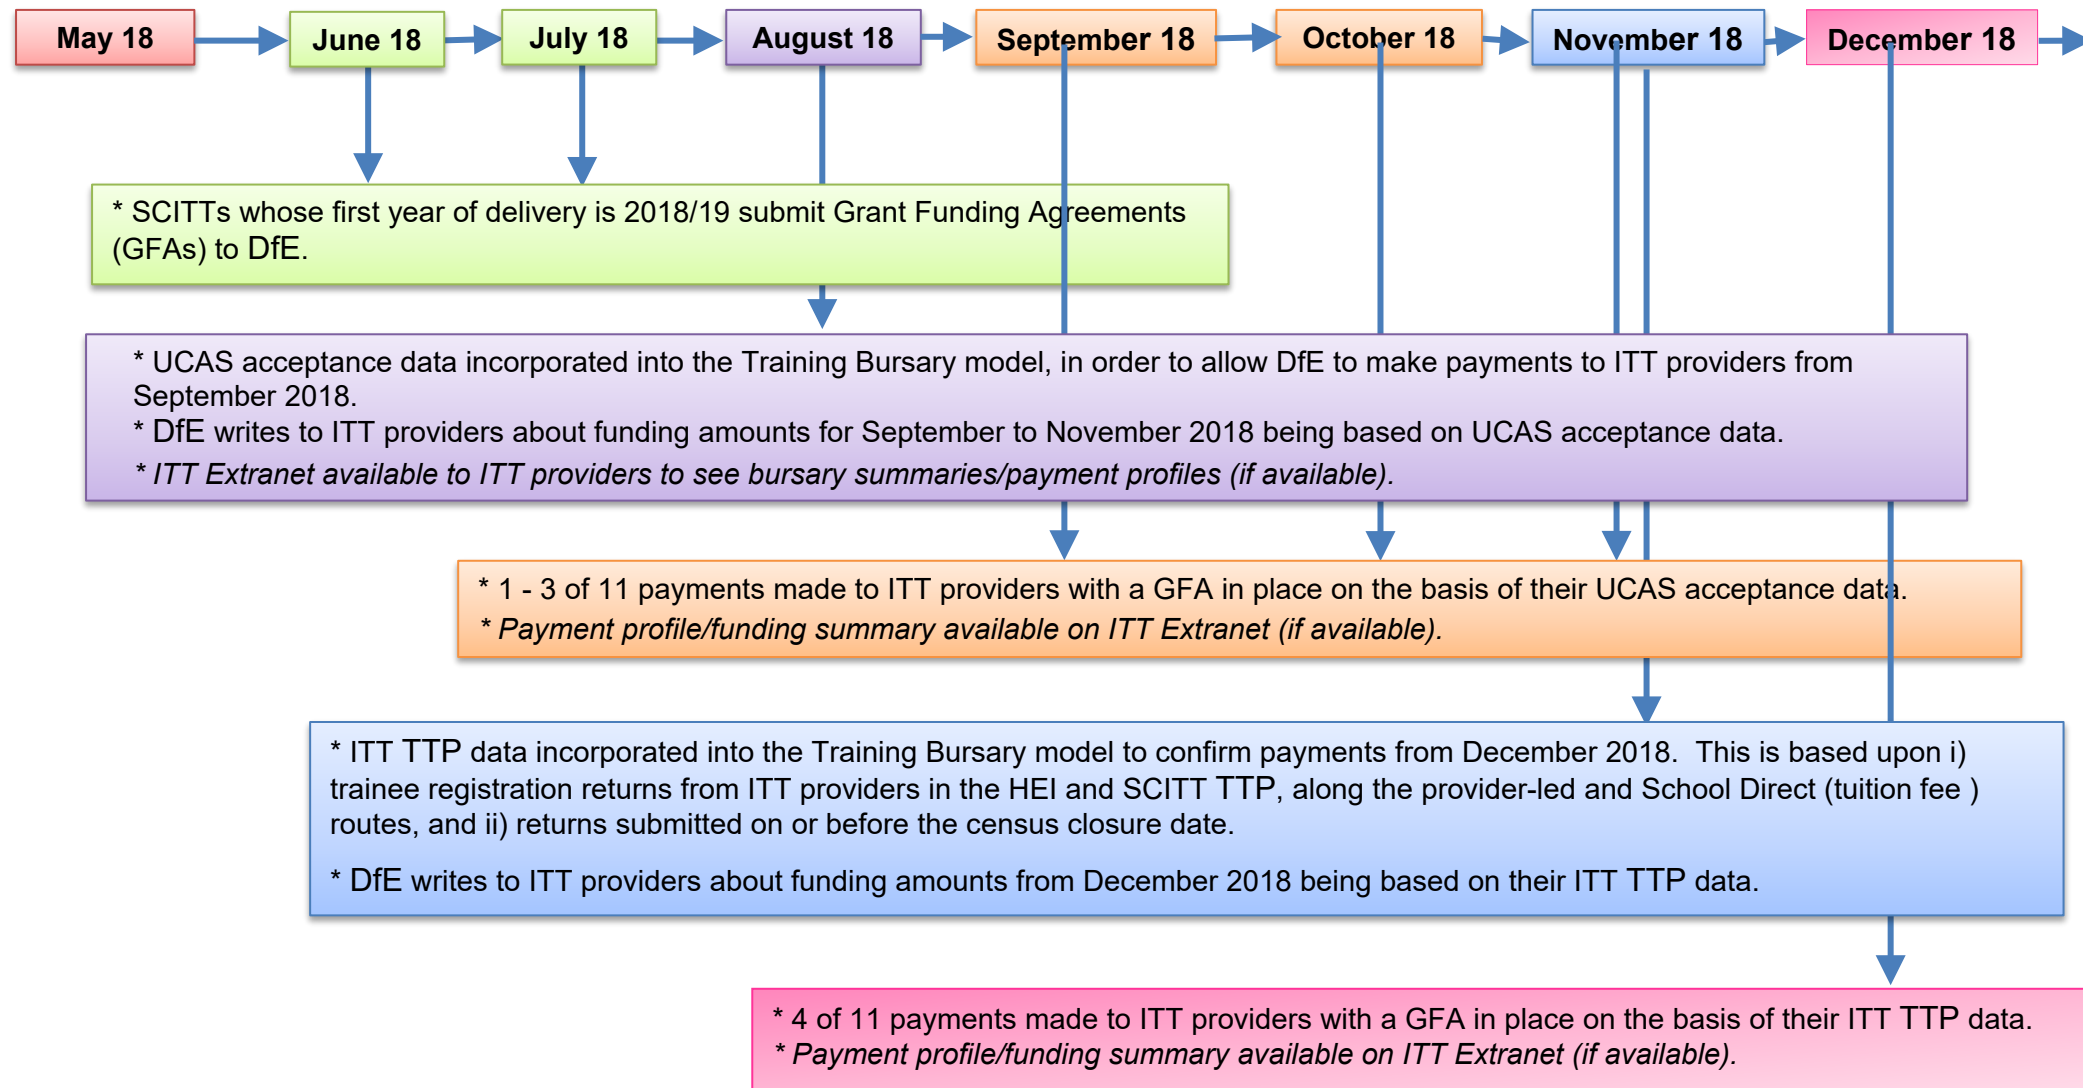 May 18
June 18
July 18
August 18
September 18
October 18
November 18
December 18
* SCITTs whose first year of delivery is 2018/19 submit Grant Funding Agreements
(GFAs) to DfE.
* UCAS acceptance data incorporated into the Training Bursary model, in order to allow DfE to make payments to ITT providers from
September 2018.
* DfE writes to ITT providers about funding amounts for September to November 2018 being based on UCAS acceptance data.
* ITT Extranet available to ITT providers to see bursary summaries/payment profiles (if available).
* 1 - 3 of 11 payments made to ITT providers with a GFA in place on the basis of their UCAS acceptance data.
* Payment profile/funding summary available on ITT Extranet (if available).
* ITT TTP data incorporated into the Training Bursary model to confirm payments from December 2018.  This is based upon i)
trainee registration returns from ITT providers in the HEI and SCITT TTP, along the provider-led and School Direct (tuition fee )
routes, and ii) returns submitted on or before the census closure date.
* DfE writes to ITT providers about funding amounts from December 2018 being based on their ITT TTP data.
* 4 of 11 payments made to ITT providers with a GFA in place on the basis of their ITT TTP data.
* Payment profile/funding summary available on ITT Extranet (if available).